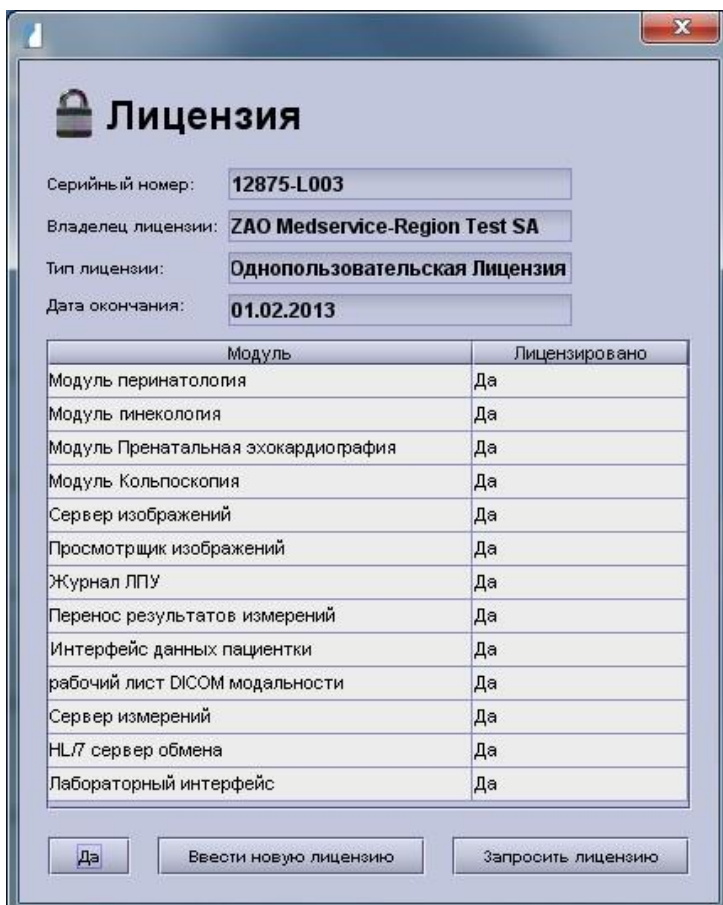 Лицензия
Серийный номер: 12875-L003
Владелец лицензии: ZAO Medservice-Region Test SA
Тип лицензии: Однопользовательская Лицензия
Дата окончания: 01.02.2013
Модуль Лицензировано
Модуль перинатология Да
Модуль гинекология Да
Модуль Пренатальная эхокардиография Да
Модуль Кольпоскопия Да
Сервер изображений Да
Просмотрщик изображений Да
Журнал ЛПУ Да
Перенос результатов измерений Да
Интерфейс данных пациентки Да
рабочий лист DICOM модальности Да
Сервер измерений Да
HL/7 сервер обмена Да
Лабораторный интерфейс Да
Да Ввести новую лицензию Запросить лицензию